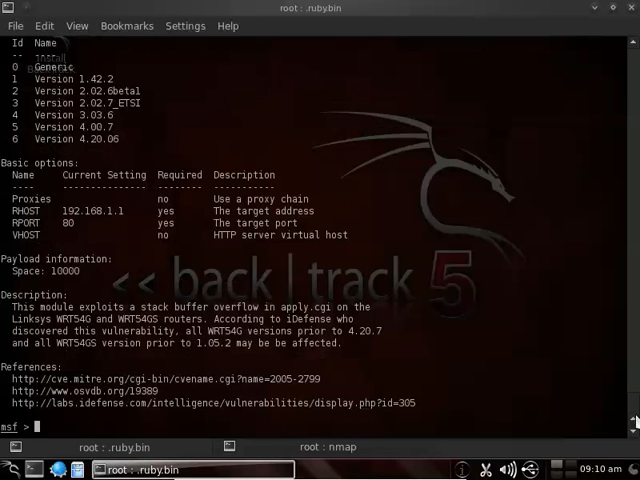 root : .ruby.bin
File Edit View Bookmarks Settings Help
Id Name
-- ----
Install
0 Generic
1 Version 1.42.2
2 Version 2.02.6beta1
3 Version 2.02.7_ETSI
4 Version 3.03.6
5 Version 4.00.7
6 Version 4.20.06
Basic options:
Name Current Setting Required Description
---- --------------- -------- -----------
Proxies no Use a proxy chain
RHOST 192.168.1.1 yes The target address
RPORT 80 yes The target port
VHOST no HTTP server virtual host
Payload information:
Space: 10000
<< back | track 5
Description:
This module exploits a stack buffer overflow in apply.cgi on the
Linksys WRT54G and WRT54GS routers. According to iDefense who
discovered this vulnerability, all WRT54G versions prior to 4.20.7
and all WRT54GS version prior to 1.05.2 may be be affected.
References:
http://cve.mitre.org/cgi-bin/cvename.cgi?name=2005-2799
http://www.osvdb.org/19389
http://labs.idefense.com/intelligence/vulnerabilities/display.php?id=305
msf >
root : .ruby.bin root : nmap
root : .ruby.bin 09:10 am